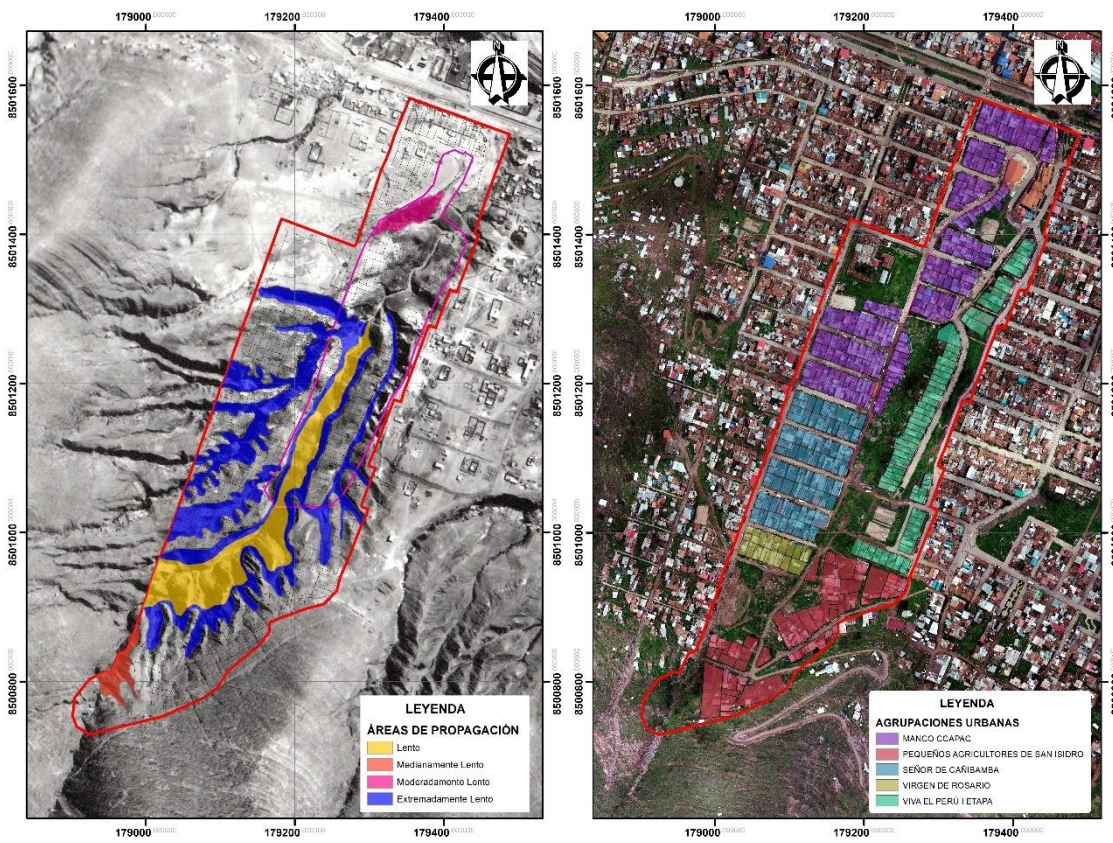 179000 179200 179400
179000 179200 179400
N
N
8501600
8501400
8501200
8501000
8500800
8501600
8501400
8501200
8501000
8500800
LEYENDA
ÁREAS DE PROPAGACIÓN
Lento
Medianamente Lento
Moderadamento Lento
Extremadamente Lento
LEYENDA
AGRUPACIONES URBANAS
MANCO CCAPAC
PEQUEÑOS AGRICULTORES DE SAN ISIDRO
SEÑOR DE CAÑIBAMBA
VIRGEN DE ROSARIO
VIVA EL PERÚ I ETAPA
179000 179200 179400
179000 179200 179400